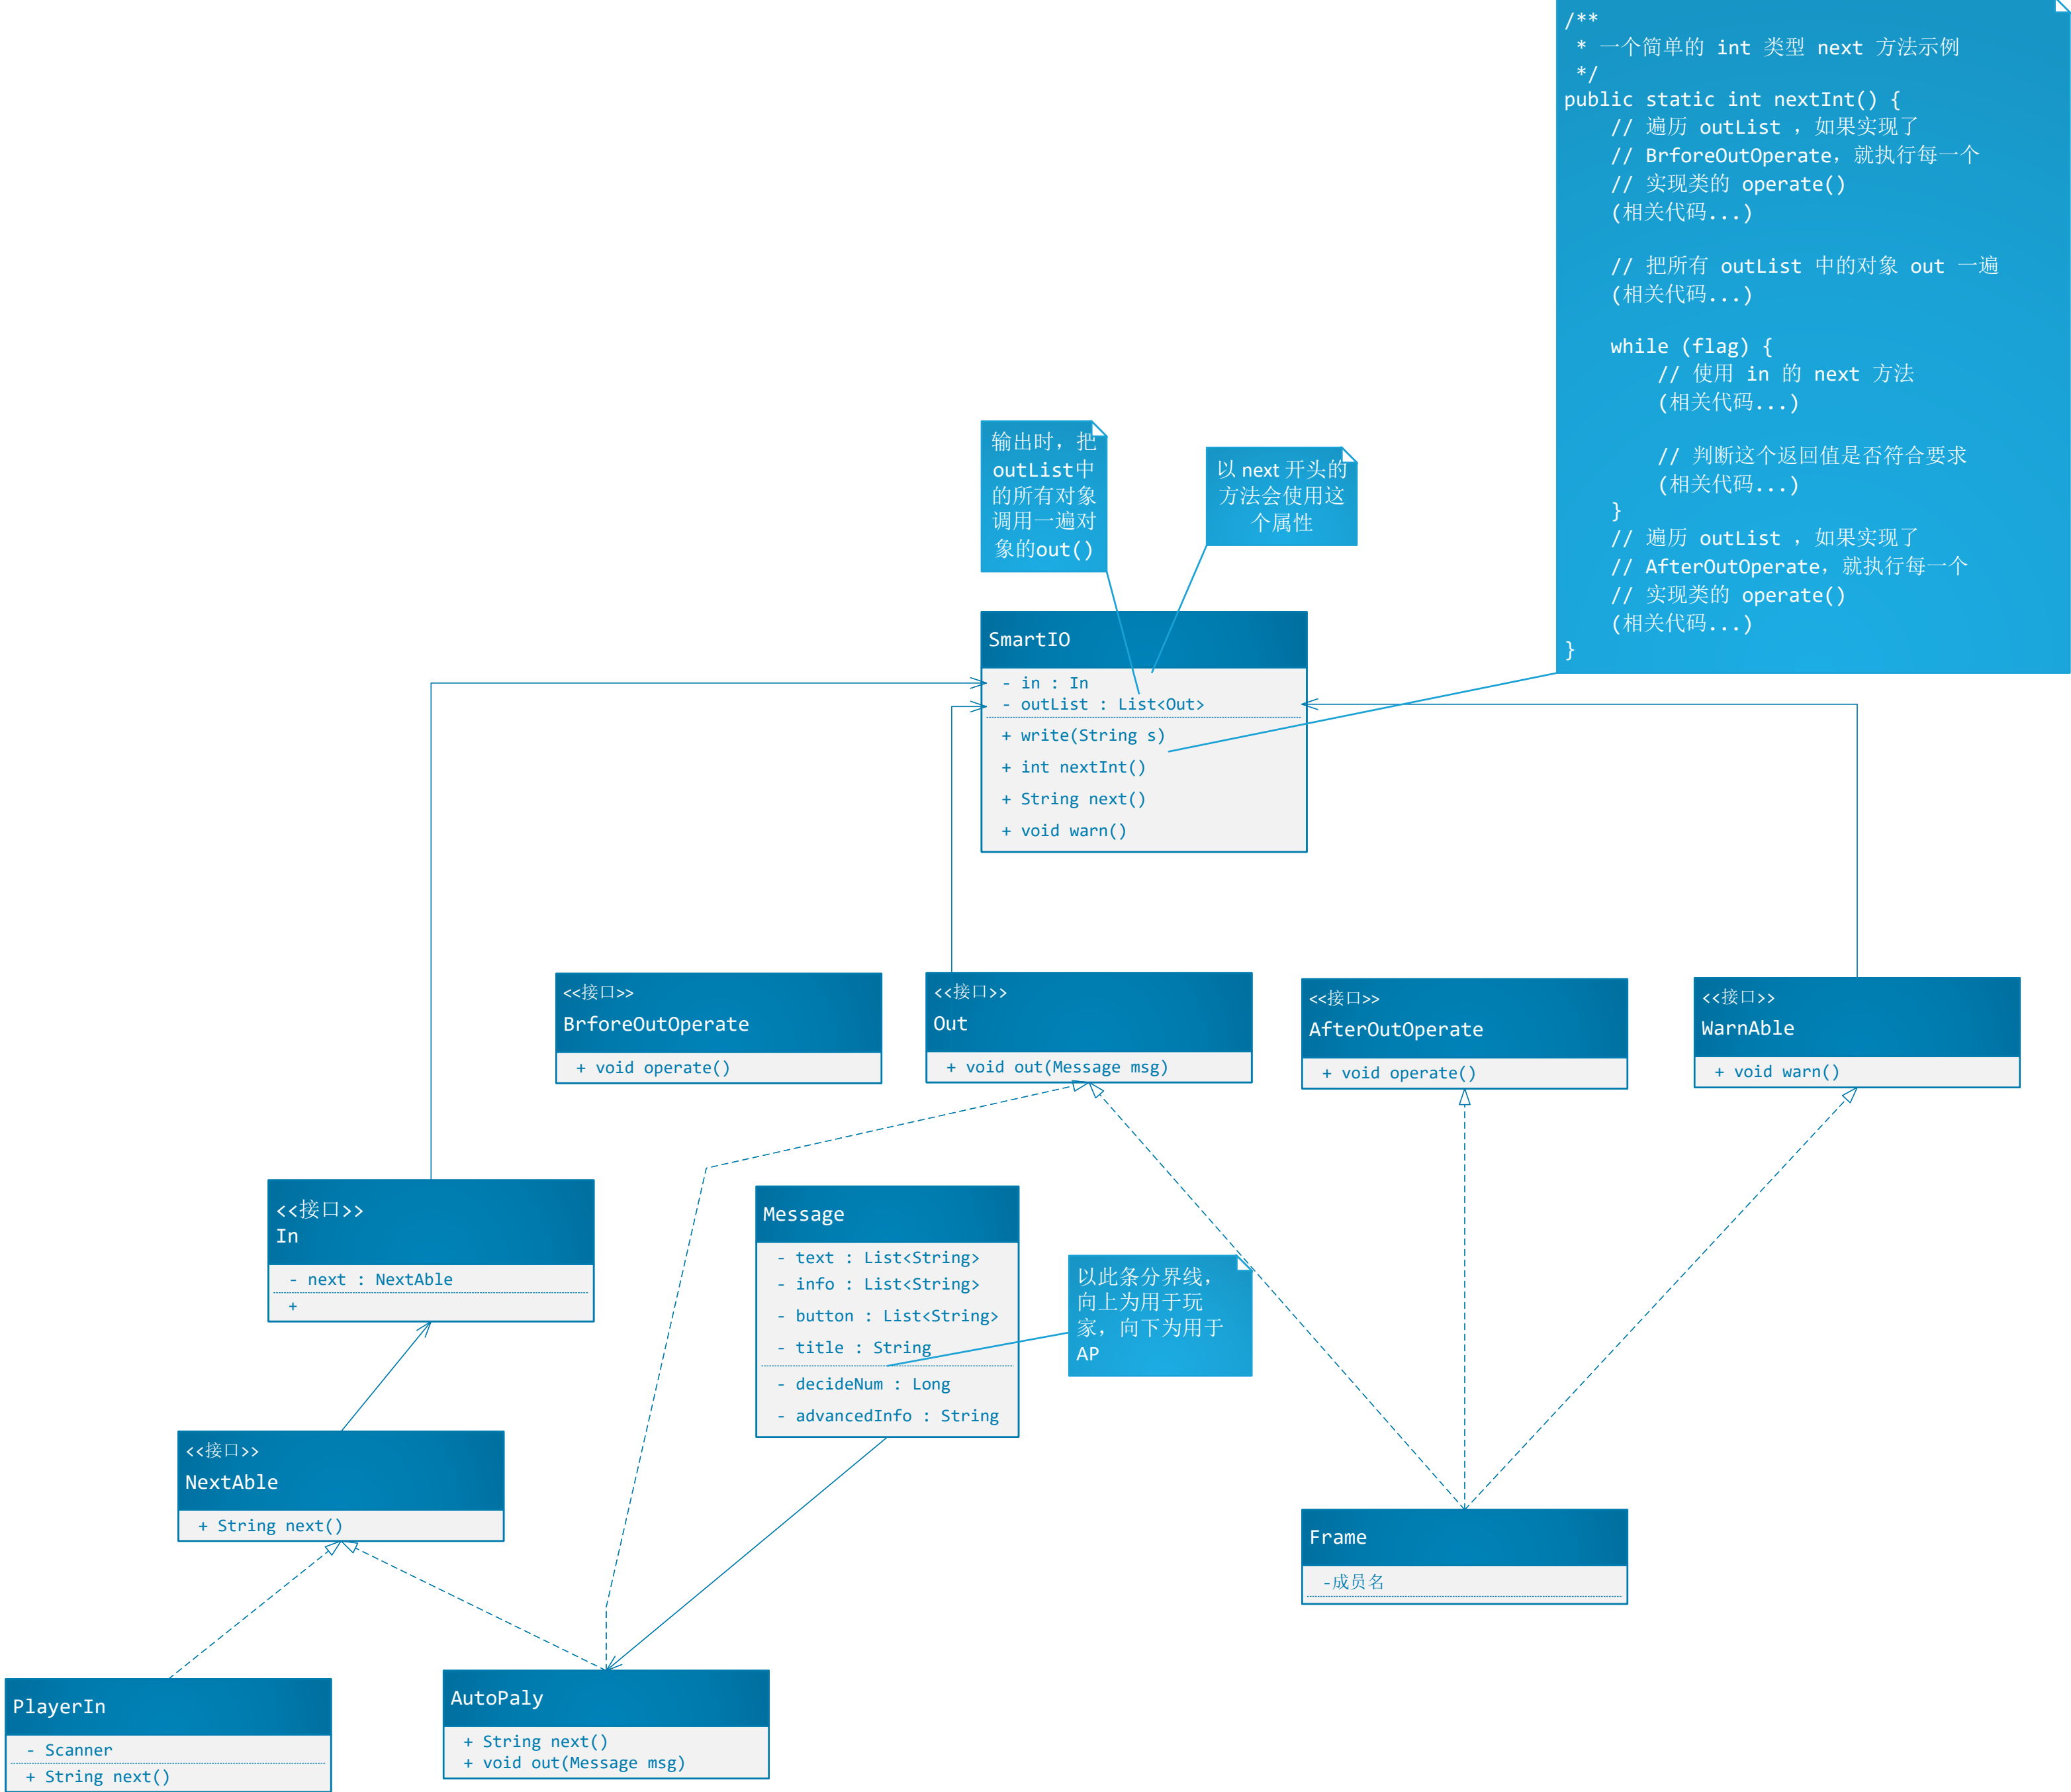 /**
 * 一个简单的 int 类型 next 方法示例
 */
public static int nextInt() {
    // 遍历 outList ，如果实现了
    // BrforeOutOperate，就执行每一个
    // 实现类的 operate()
    (相关代码...)

    // 把所有 outList 中的对象 out 一遍
    (相关代码...)

    while (flag) {
        // 使用 in 的 next 方法
        (相关代码...)

        // 判断这个返回值是否符合要求
        (相关代码...)
    }
    // 遍历 outList ，如果实现了
    // AfterOutOperate，就执行每一个
    // 实现类的 operate()
    (相关代码...)
}
输出时，把
outList中
的所有对象
调用一遍对
象的out()
以 next 开头的
方法会使用这
个属性
SmartIO
- in : In
- outList : List<Out>
+ write(String s)
+ int nextInt()
+ String next()
+ void warn()
<<接口>>
BrforeOutOperate
+ void operate()
<<接口>>
Out
+ void out(Message msg)
<<接口>>
AfterOutOperate
+ void operate()
<<接口>>
WarnAble
+ void warn()
<<接口>>
In
- next : NextAble
+
Message
- text : List<String>
- info : List<String>
- button : List<String>
- title : String
- decideNum : Long
- advancedInfo : String
以此条分界线，
向上为用于玩
家，向下为用于
AP
<<接口>>
NextAble
+ String next()
Frame
-成员名
PlayerIn
- Scanner
+ String next()
AutoPaly
+ String next()
+ void out(Message msg)